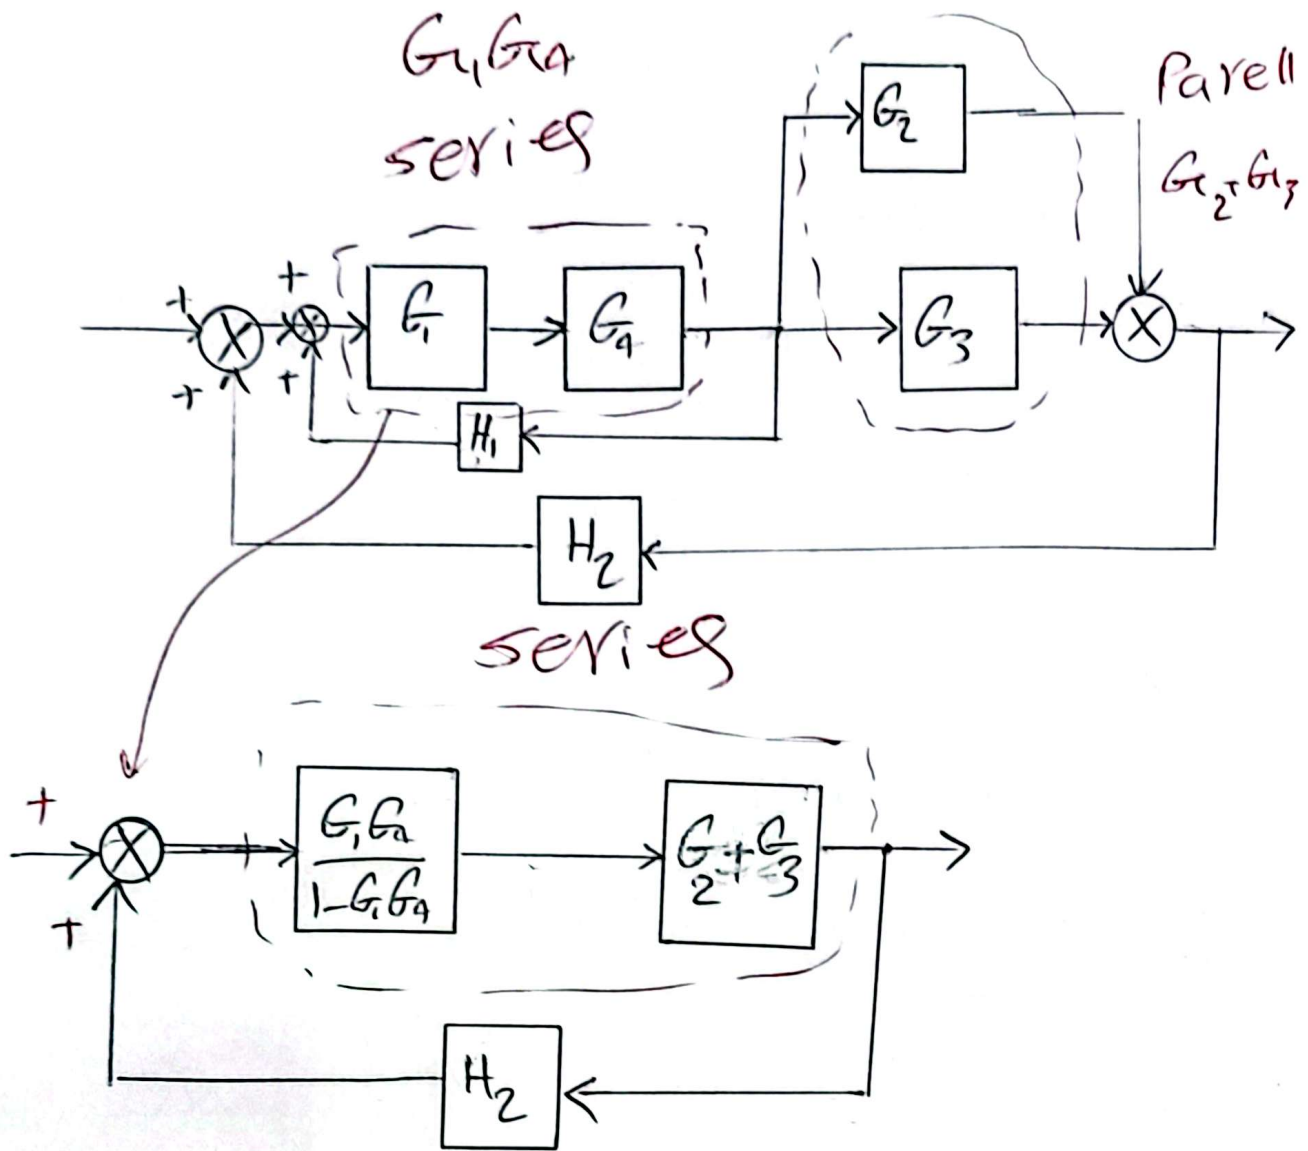 G1G4
series
G2
Parell
G2+G3
+
+
G1
G4
G3
+
+
H1
H2
series
+
G1G4
1-G1G4
G2+G3
+
H2